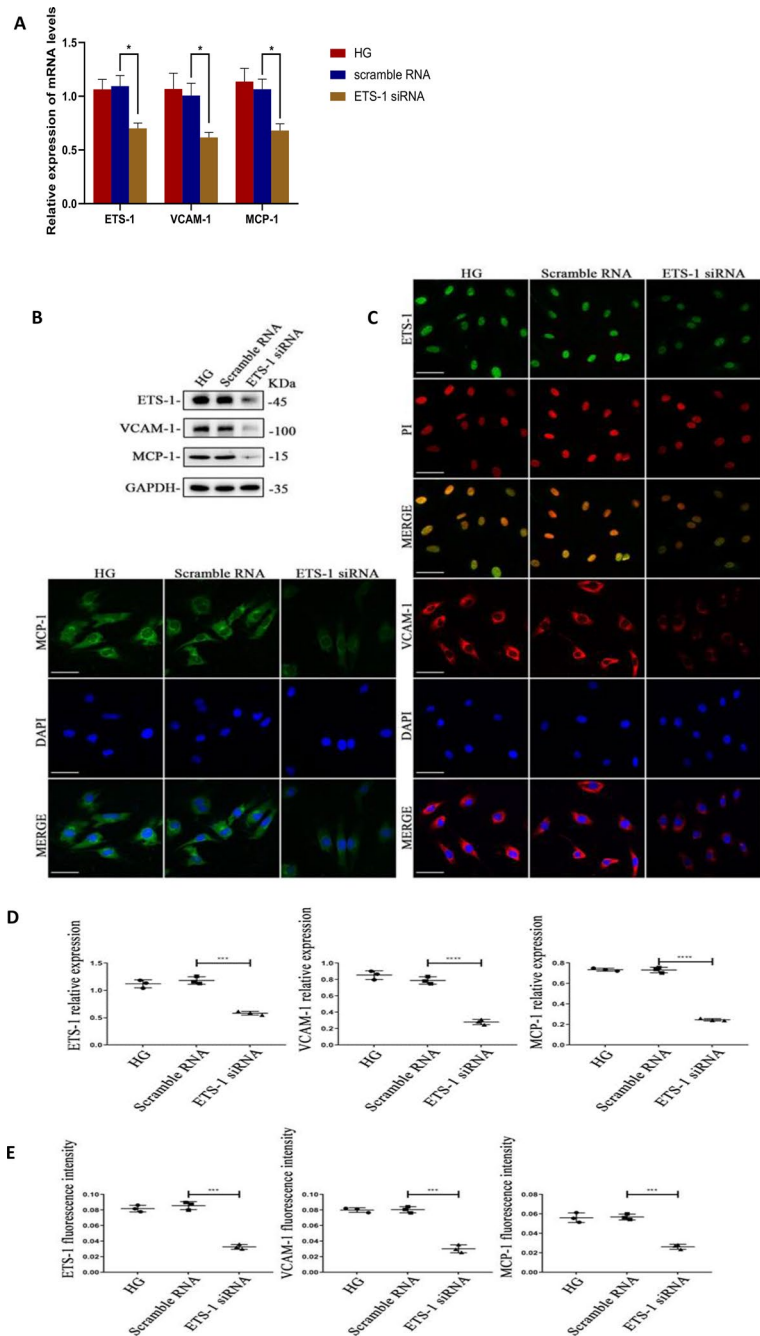 A
Relative expression of mRNA levels
1.5
1.0
0.5
0.0
* * *
ETS-1 VCAM-1 MCP-1
HG
scramble RNA
ETS-1 siRNA
B
HG Scramble RNA ETS-1 siRNA
KDa
ETS-1- -45
VCAM-1- -100
MCP-1- -15
GAPDH- -35
HG Scramble RNA ETS-1 siRNA
MCP-1
DAPI
MERGE
C
HG Scramble RNA ETS-1 siRNA
ETS-1
PI
MERGE
VCAM-1
DAPI
MERGE
D
ETS-1 relative expression
1.5
1.0
0.5
0.0
***
HG Scramble RNA ETS-1 siRNA
VCAM-1 relative expression
1.0
0.8
0.6
0.4
0.2
0.0
****
HG Scramble RNA ETS-1 siRNA
MCP-1 relative expression
0.8
0.6
0.4
0.2
0.0
****
HG Scramble RNA ETS-1 siRNA
E
ETS-1 fluorescence intensity
0.10
0.08
0.06
0.04
0.02
0.00
***
HG Scramble RNA ETS-1 siRNA
VCAM-1 fluorescence intensity
0.10
0.08
0.06
0.04
0.02
0.00
***
HG Scramble RNA ETS-1 siRNA
MCP-1 fluorescence intensity
0.08
0.06
0.04
0.02
0.00
***
HG Scramble RNA ETS-1 siRNA